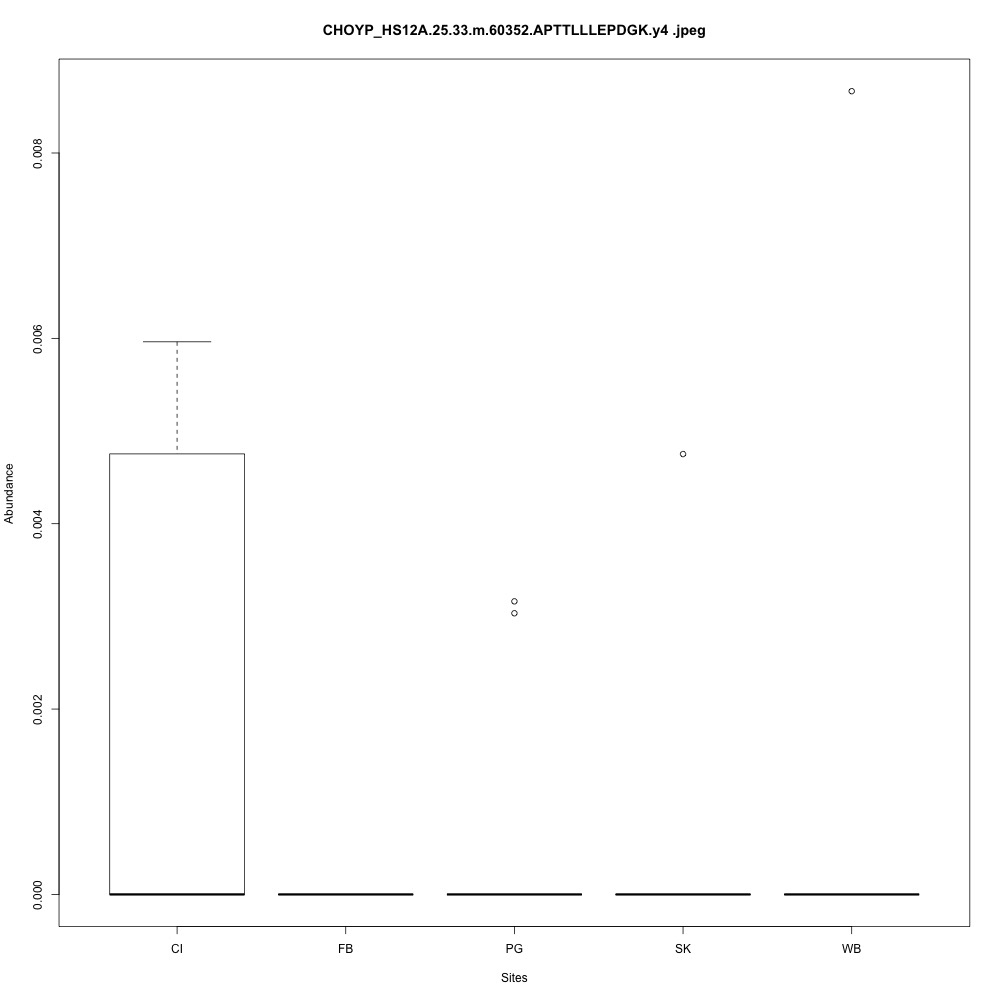 CHOYP_HS12A.25.33.m.60352.APTTLLLEPDGK.y4 .jpeg
Abundance
0.008
0.006
0.004
0.002
0.000
CI FB PG SK WB
Sites